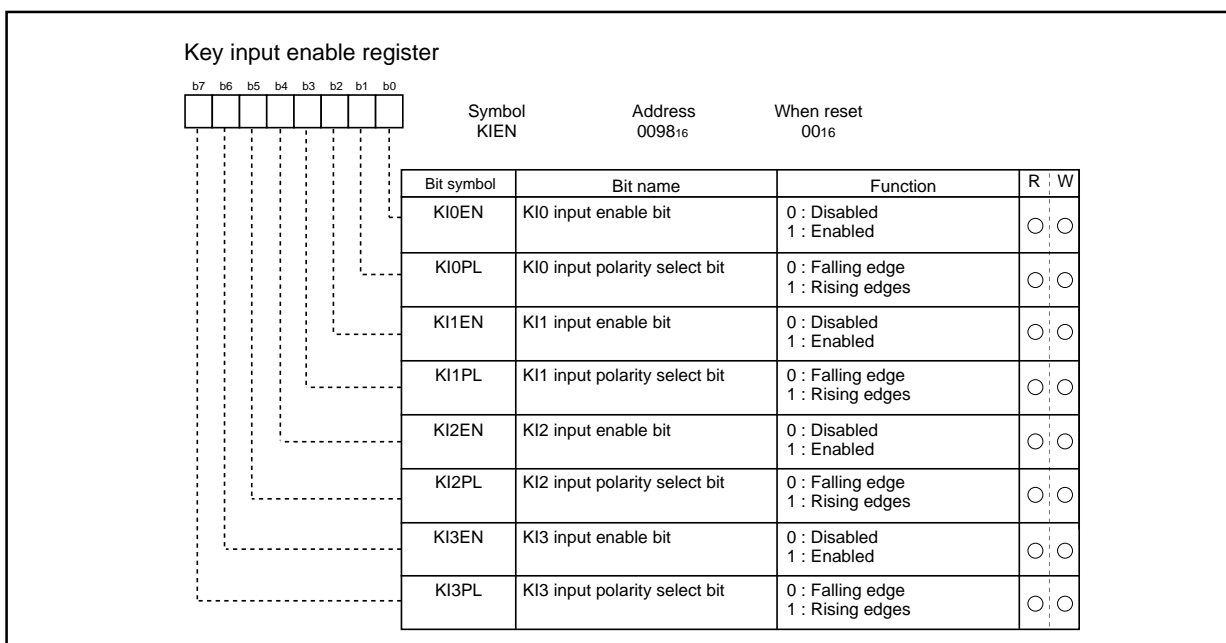 Key input enable register
b7 b6 b5 b4 b3 b2 b1 b0
Symbol Address When reset
KIEN 009816 0016
Bit symbol Bit name Function R W
KI0EN KI0 input enable bit 0 : Disabled
1 : Enabled
KI0PL KI0 input polarity select bit 0 : Falling edge
1 : Rising edges
KI1EN KI1 input enable bit 0 : Disabled
1 : Enabled
KI1PL KI1 input polarity select bit 0 : Falling edge
1 : Rising edges
KI2EN KI2 input enable bit 0 : Disabled
1 : Enabled
KI2PL KI2 input polarity select bit 0 : Falling edge
1 : Rising edges
KI3EN KI3 input enable bit 0 : Disabled
1 : Enabled
KI3PL KI3 input polarity select bit 0 : Falling edge
1 : Rising edges